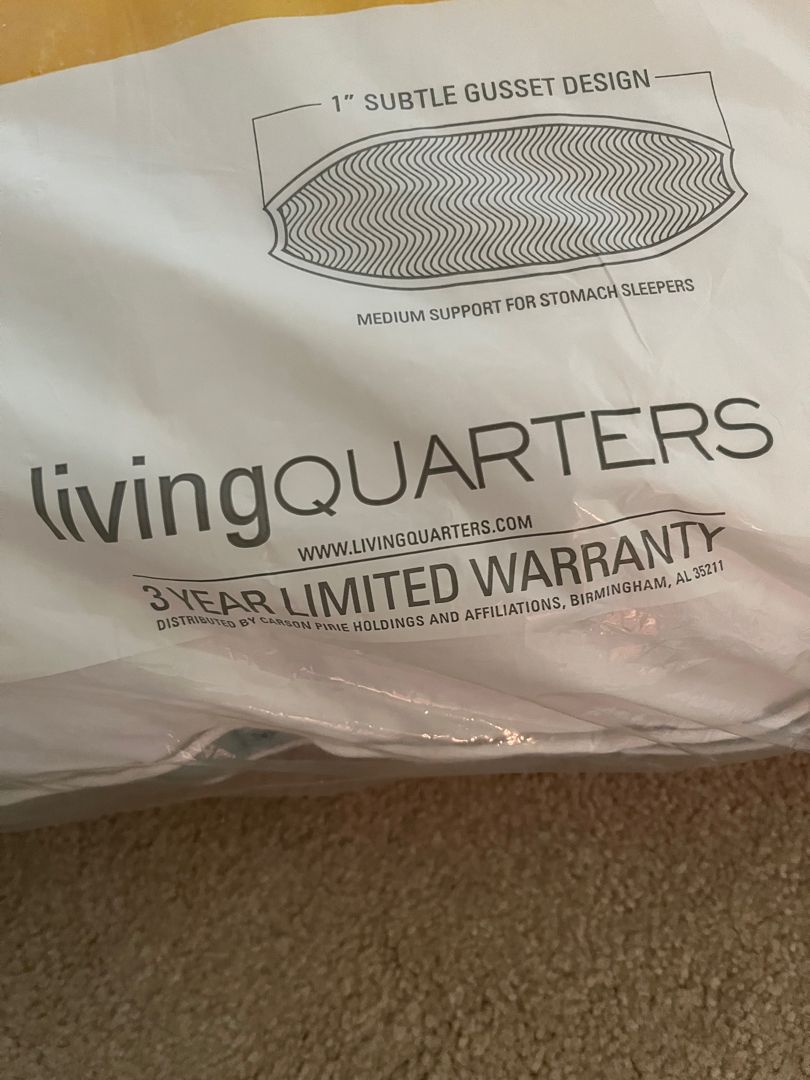 1” SUBTLE GUSSET DESIGN
MEDIUM SUPPORT FOR STOMACH SLEEPERS
livingQUARTERS
WWW.LIVINGQUARTERS.COM
3 YEAR LIMITED WARRANTY
DISTRIBUTED BY CARSON PIRIE HOLDINGS AND AFFILIATIONS, BIRMINGHAM, AL 35211